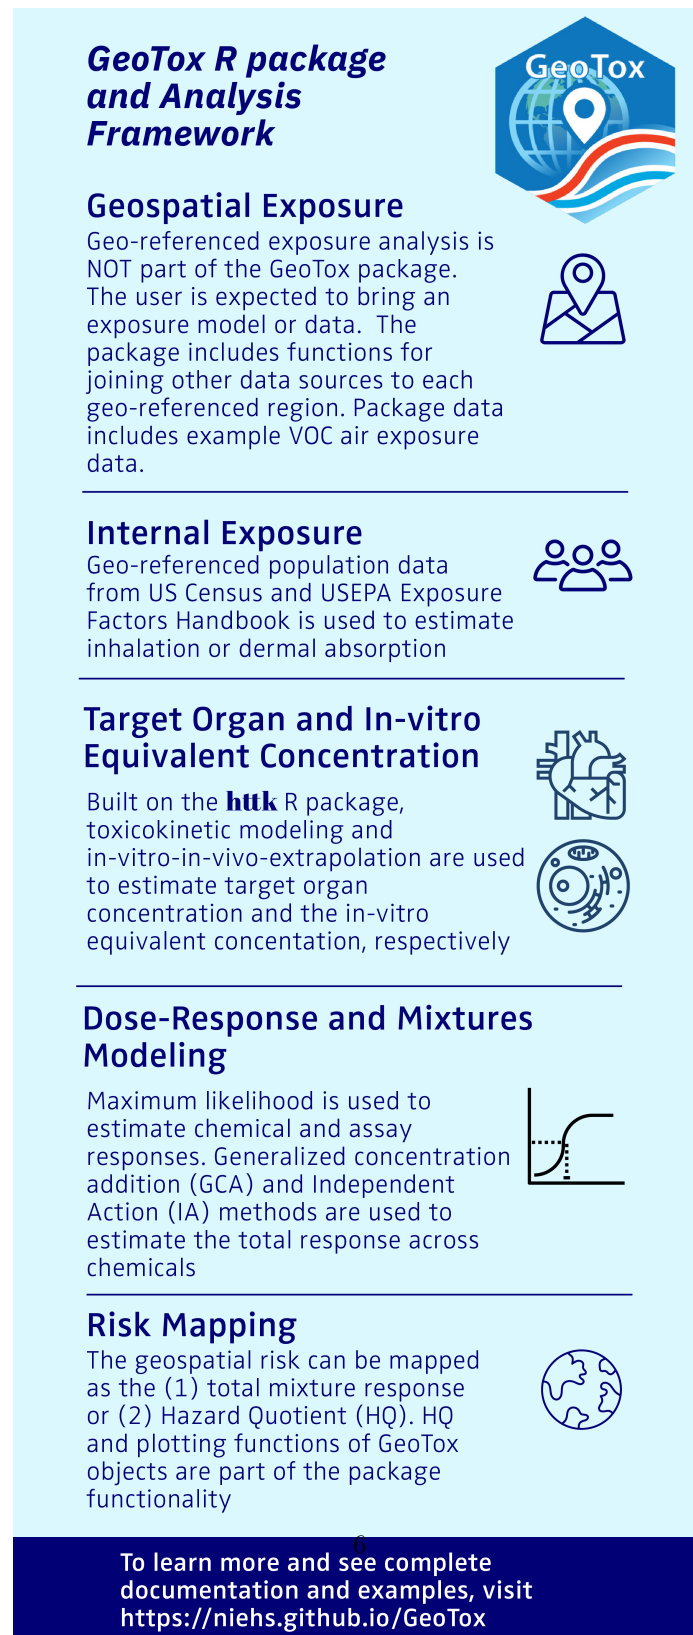 GeoTox R package
and Analysis
Framework
GeoTox
Geospatial Exposure
Geo-referenced exposure analysis is
NOT part of the GeoTox package.
The user is expected to bring an
exposure model or data.  The
package includes functions for
joining other data sources to each
geo-referenced region. Package data
includes example VOC air exposure
data.
Internal Exposure
Geo-referenced population data
from US Census and USEPA Exposure
Factors Handbook is used to estimate
inhalation or dermal absorption
Target Organ and In-vitro
Equivalent Concentration
Built on the httk R package,
toxicokinetic modeling and
in-vitro-in-vivo-extrapolation are used
to estimate target organ
concentration and the in-vitro
equivalent concentation, respectively
Dose-Response and Mixtures
Modeling
Maximum likelihood is used to
estimate chemical and assay
responses. Generalized concentration
addition (GCA) and Independent
Action (IA) methods are used to
estimate the total response across
chemicals
Risk Mapping
The geospatial risk can be mapped
as the (1) total mixture response
or (2) Hazard Quotient (HQ). HQ
and plotting functions of GeoTox
objects are part of the package
functionality
6
To learn more and see complete
documentation and examples, visit
https://niehs.github.io/GeoTox